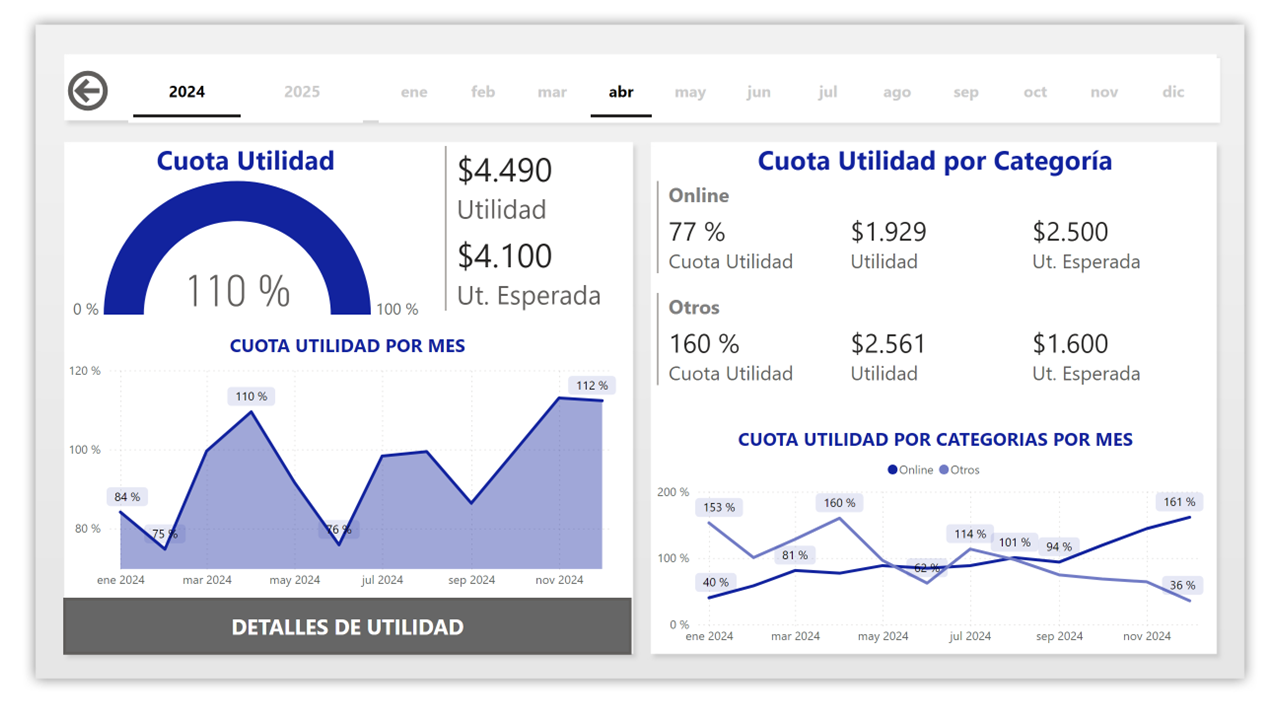 2024 2025 ene feb mar abr may jun jul ago sep oct nov dic
Cuota Utilidad
110 %
0 % 100 %
$4.490
Utilidad
$4.100
Ut. Esperada
CUOTA UTILIDAD POR MES
120 %
100 %
80 %
84 %
75 %
110 %
76 %
112 %
ene 2024 mar 2024 may 2024 jul 2024 sep 2024 nov 2024
DETALLES DE UTILIDAD
Cuota Utilidad por Categoría
Online
77 % $1.929 $2.500
Cuota Utilidad Utilidad Ut. Esperada
Otros
160 % $2.561 $1.600
Cuota Utilidad Utilidad Ut. Esperada
CUOTA UTILIDAD POR CATEGORIAS POR MES
Online Otros
200 %
100 %
0 %
153 %
40 %
81 %
160 %
62 %
114 %
101 %
94 %
161 %
36 %
ene 2024 mar 2024 may 2024 jul 2024 sep 2024 nov 2024